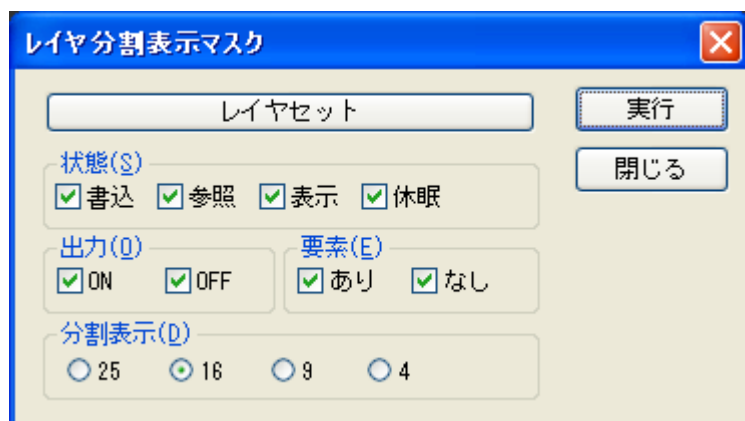 レイヤ分割表示マスク
レイヤセット
実行
閉じる
状態(S)
書込 参照 表示 休眠
出力(O)
ON OFF
要素(E)
あり なし
分割表示(D)
25 16 9 4